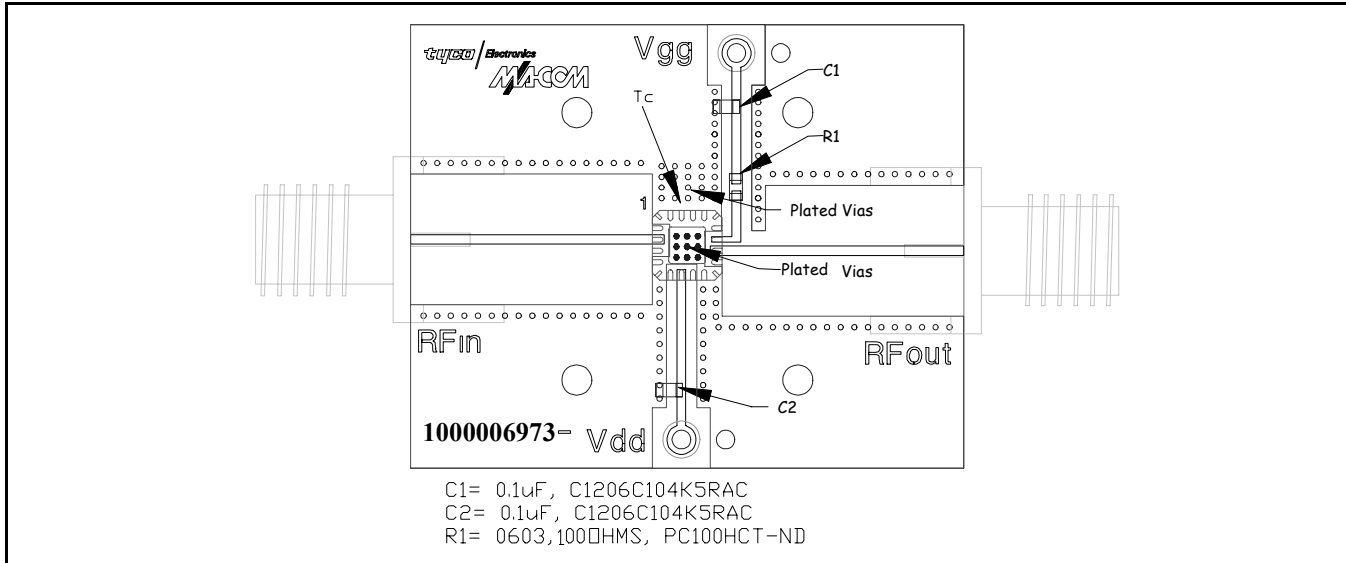 tyco / Electronics
M/A-COM
Vgg
C1
Tc
R1
1
Plated Vias
Plated Vias
RFin
RFout
C2
1000006973-
Vdd
C1= 0.1uF, C1206C104K5RAC
C2= 0.1uF, C1206C104K5RAC
R1= 0603,100OHMS, PC100HCT-ND